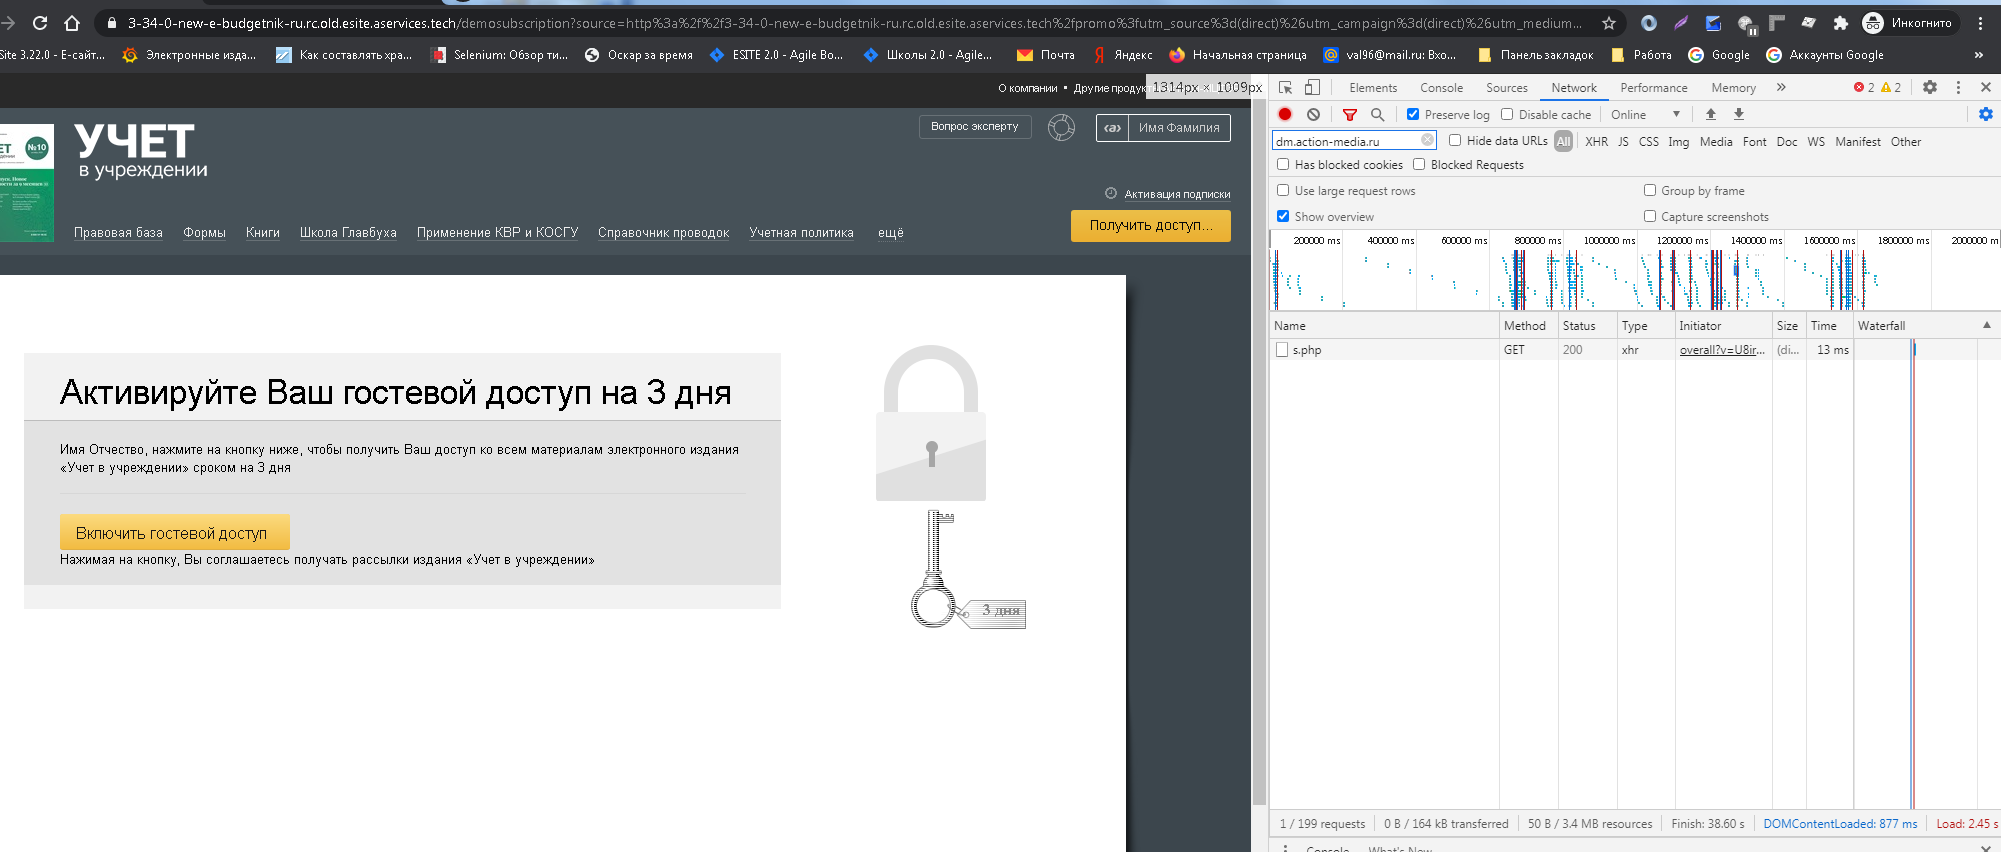 3-34-0-new-e-budgetnik-ru.rc.old.esite.aservices.tech/demosubscription?source=http%3a%2f%2f3-34-0-new-e-budgetnik-ru.rc.old.esite.aservices.tech%2fpromo%3futm_source%3d(direct)%26utm_campaign%3d(direct)%26utm_medium... Инкогнито
Site 3.22.0 - Е-сайт... Электронные изда... Как составлять хра... Selenium: Обзор ти... Оскар за время ESITE 2.0 - Agile Bo... Школы 2.0 - Agile... Почта Яндекс Начальная страница val96@mail.ru: Вхо... Панель закладок Работа Google Аккаунты Google »
О компании • Другие продукт
1314px × 1009px
№10
УЧЕТ
в учреждении
Вопрос эксперту
Имя Фамилия
Активация подписки
Получить доступ...
Правовая база Формы Книги Школа Главбуха Применение КВР и КОСГУ Справочник проводок Учетная политика ещё
Активируйте Ваш гостевой доступ на 3 дня
Имя Отчество, нажмите на кнопку ниже, чтобы получить Ваш доступ ко всем материалам электронного издания
«Учет в учреждении» сроком на 3 дня
Включить гостевой доступ
Нажимая на кнопку, Вы соглашаетесь получать рассылки издания «Учет в учреждении»
3 дня
Elements Console Sources Network Performance Memory » 2 2
Preserve log Disable cache Online
dm.action-media.ru Hide data URLs All XHR JS CSS Img Media Font Doc WS Manifest Other
Has blocked cookies Blocked Requests
Use large request rows Group by frame
Show overview Capture screenshots
200000 ms 400000 ms 600000 ms 800000 ms 1000000 ms 1200000 ms 1400000 ms 1600000 ms 1800000 ms 2000000 m
Name Method Status Type Initiator Size Time Waterfall
s.php GET 200 xhr overall?v=U8ir... (di... 13 ms
1 / 199 requests 0 B / 164 kB transferred 50 B / 3.4 MB resources Finish: 38.60 s DOMContentLoaded: 877 ms Load: 2.45 s
Console What's New